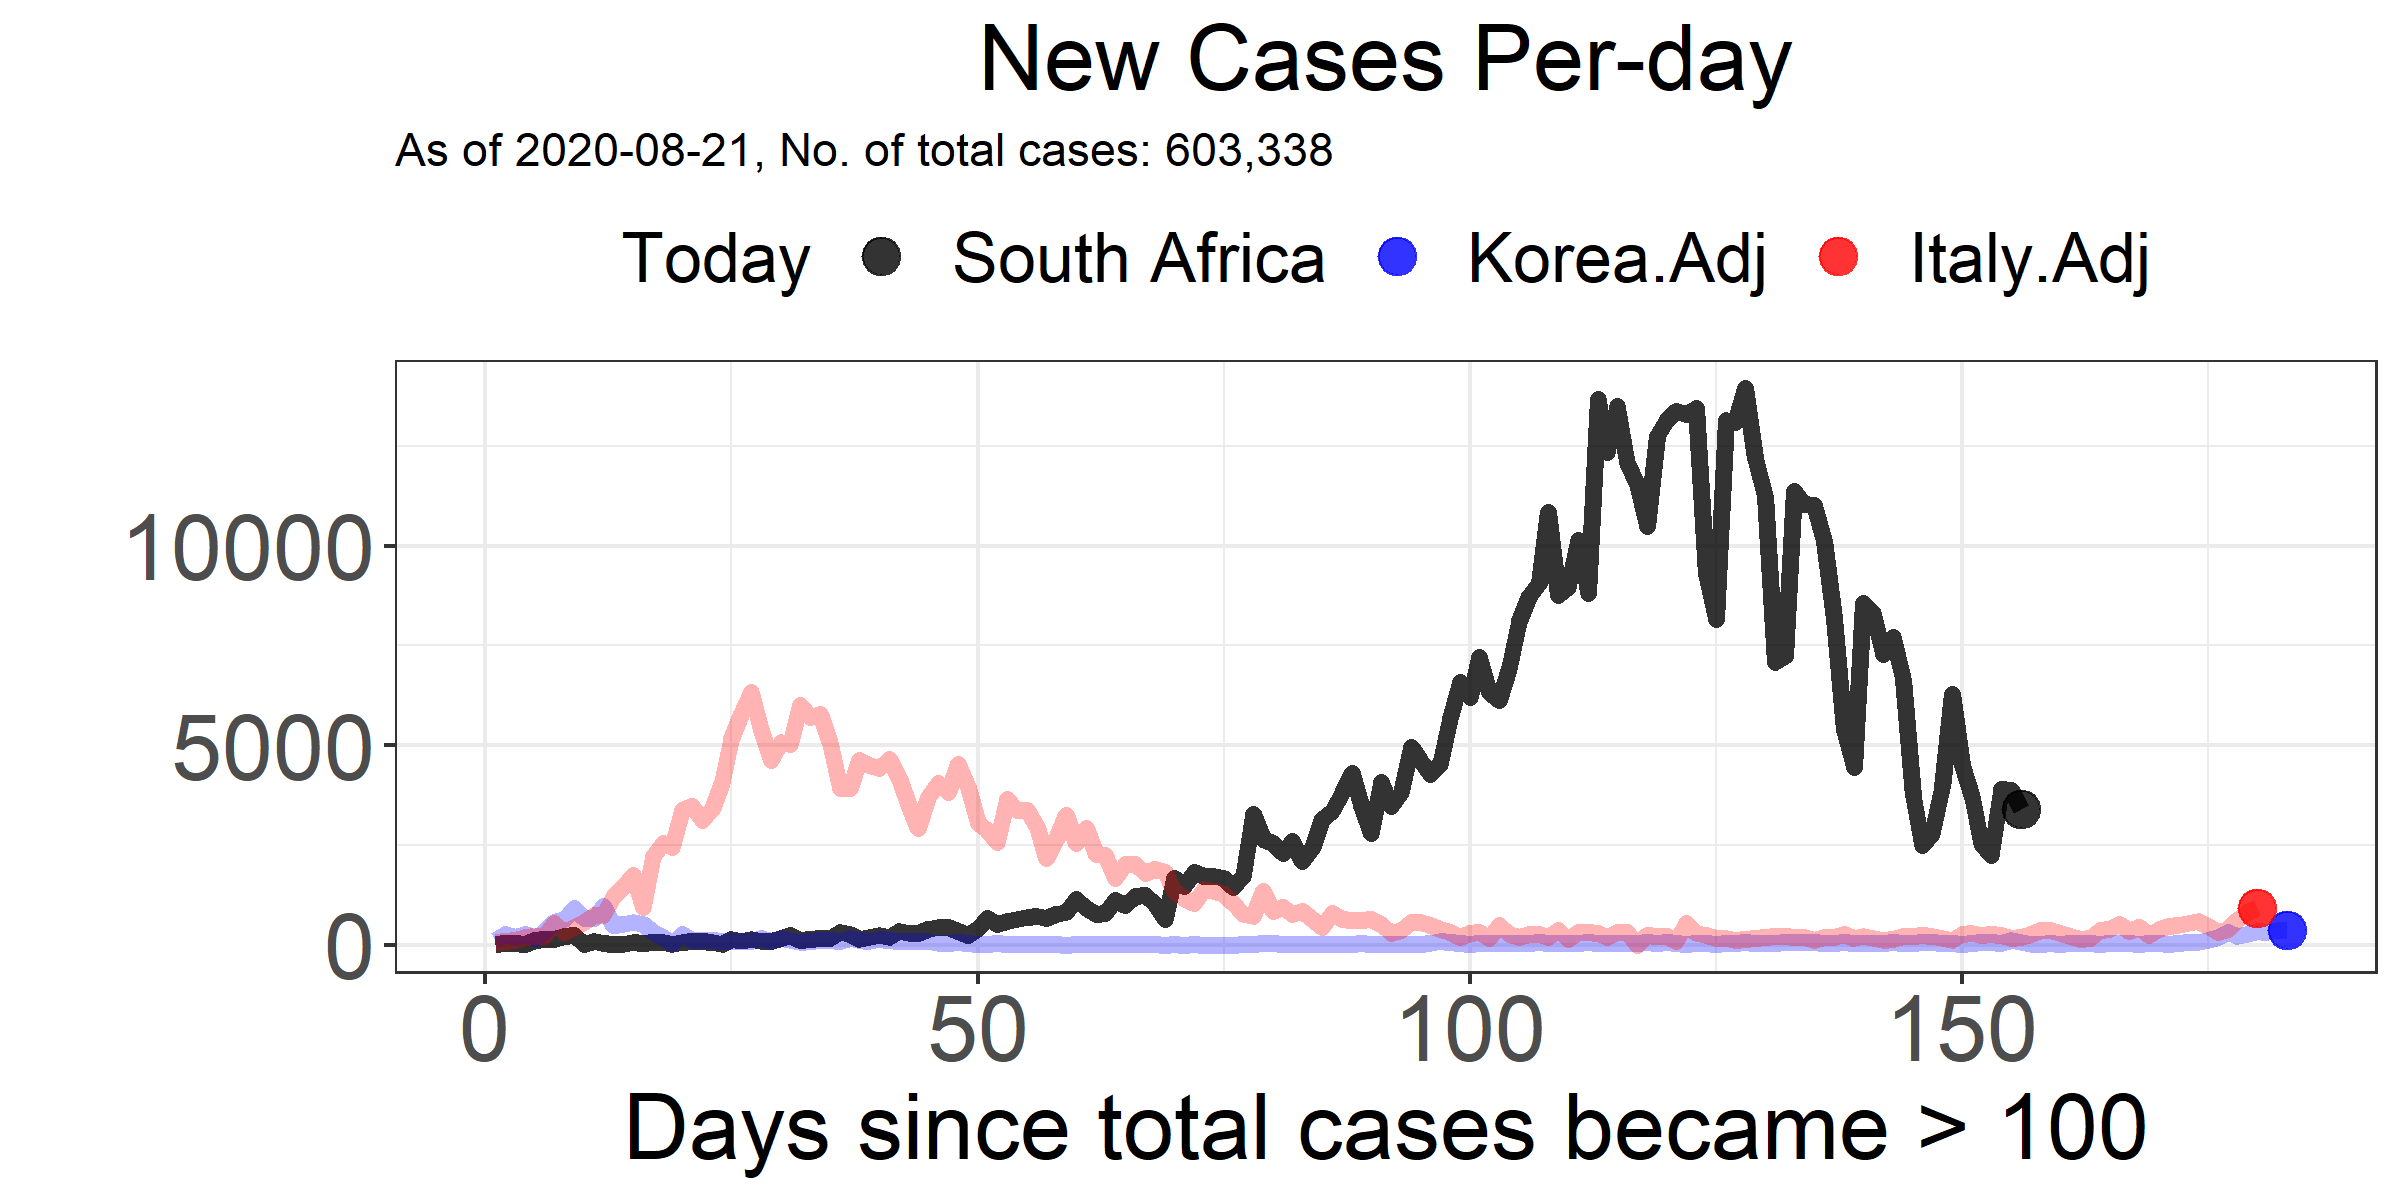 New Cases Per-day
As of 2020-08-21, No. of total cases: 603,338
Today South Africa Korea.Adj Italy.Adj
10000
5000
0
0 50 100 150
Days since total cases became > 100